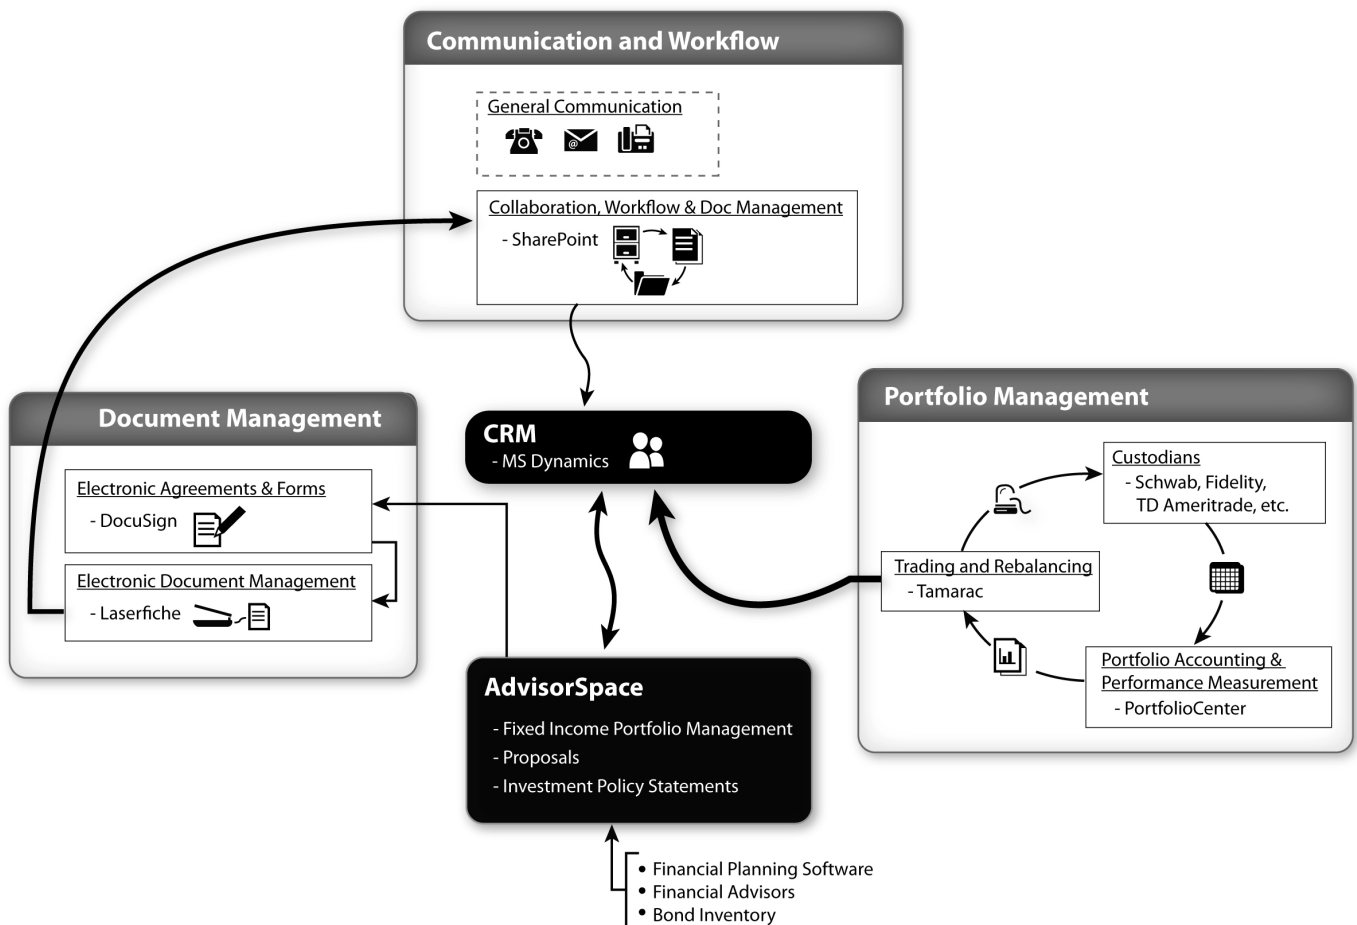 Communication and Workflow
General Communication
@
Collaboration, Workflow & Doc Management
- SharePoint
Document Management
Electronic Agreements & Forms
- DocuSign
Electronic Document Management
- Laserfiche
CRM
- MS Dynamics
Portfolio Management
Custodians
- Schwab, Fidelity,
TD Ameritrade, etc.
Trading and Rebalancing
- Tamarac
Portfolio Accounting &
Performance Measurement
- PortfolioCenter
AdvisorSpace
- Fixed Income Portfolio Management
- Proposals
- Investment Policy Statements
• Financial Planning Software
• Financial Advisors
• Bond Inventory